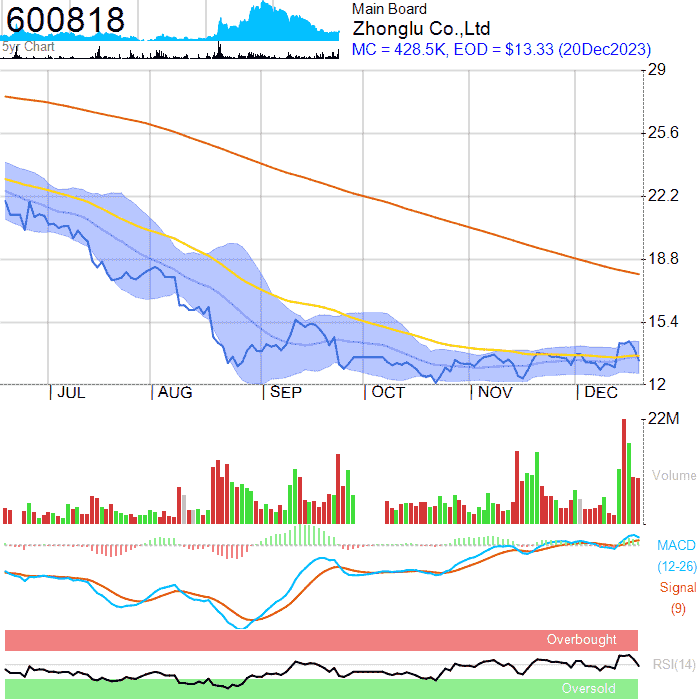 600818
Main Board
Zhonglu Co.,Ltd
MC = 428.5K, EOD = $13.33 (20Dec2023)
5yr Chart
29
25.6
22.2
18.8
15.4
12
JUL AUG SEP OCT NOV DEC
22M
Volume
MACD
(12-26)
Signal
(9)
Overbought
RSI(14)
Oversold